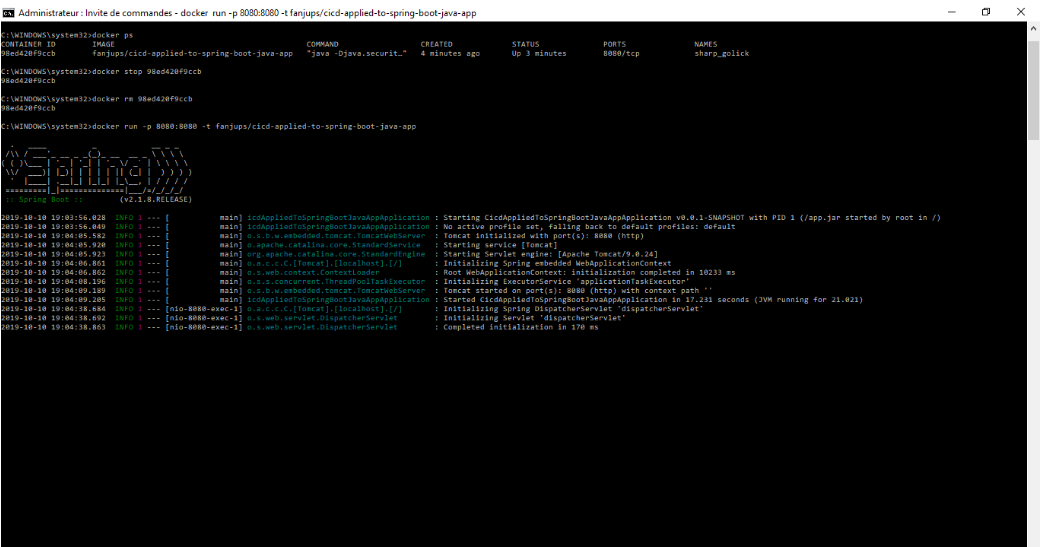 Administrateur : Invite de commandes - docker run -p 8080:8080 -t fanjups/cicd-applied-to-spring-boot-java-app
C:\WINDOWS\system32>docker ps
CONTAINER ID IMAGE COMMAND CREATED STATUS PORTS NAMES
98ed420f9ccb fanjups/cicd-applied-to-spring-boot-java-app "java -Djava.securit…" 4 minutes ago Up 3 minutes 8080/tcp sharp_golick
C:\WINDOWS\system32>docker stop 98ed420f9ccb
98ed420f9ccb
C:\WINDOWS\system32>docker rm 98ed420f9ccb
98ed420f9ccb
C:\WINDOWS\system32>docker run -p 8080:8080 -t fanjups/cicd-applied-to-spring-boot-java-app
Spring
:: Spring Boot :: (v2.1.8.RELEASE)
2019-10-10 19:03:56.028 INFO 1 --- [ main] icdAppliedToSpringBootJavaAppApplication : Starting CicdAppliedToSpringBootJavaAppApplication v0.0.1-SNAPSHOT with PID 1 (/app.jar started by root in /)
2019-10-10 19:03:56.049 INFO 1 --- [ main] icdAppliedToSpringBootJavaAppApplication : No active profile set, falling back to default profiles: default
2019-10-10 19:04:05.582 INFO 1 --- [ main] o.s.b.w.embedded.tomcat.TomcatWebServer : Tomcat initialized with port(s): 8080 (http)
2019-10-10 19:04:05.920 INFO 1 --- [ main] o.apache.catalina.core.StandardService : Starting service [Tomcat]
2019-10-10 19:04:05.923 INFO 1 --- [ main] org.apache.catalina.core.StandardEngine : Starting Servlet engine: [Apache Tomcat/9.0.24]
2019-10-10 19:04:06.861 INFO 1 --- [ main] o.a.c.c.C.[Tomcat].[localhost].[/] : Initializing Spring embedded WebApplicationContext
2019-10-10 19:04:06.862 INFO 1 --- [ main] o.s.web.context.ContextLoader : Root WebApplicationContext: initialization completed in 10233 ms
2019-10-10 19:04:08.196 INFO 1 --- [ main] o.s.s.concurrent.ThreadPoolTaskExecutor : Initializing ExecutorService 'applicationTaskExecutor'
2019-10-10 19:04:09.189 INFO 1 --- [ main] o.s.b.w.embedded.tomcat.TomcatWebServer : Tomcat started on port(s): 8080 (http) with context path ''
2019-10-10 19:04:09.205 INFO 1 --- [ main] icdAppliedToSpringBootJavaAppApplication : Started CicdAppliedToSpringBootJavaAppApplication in 17.231 seconds (JVM running for 21.021)
2019-10-10 19:04:38.684 INFO 1 --- [nio-8080-exec-1] o.a.c.c.C.[Tomcat].[localhost].[/] : Initializing Spring DispatcherServlet 'dispatcherServlet'
2019-10-10 19:04:38.692 INFO 1 --- [nio-8080-exec-1] o.s.web.servlet.DispatcherServlet : Initializing Servlet 'dispatcherServlet'
2019-10-10 19:04:38.863 INFO 1 --- [nio-8080-exec-1] o.s.web.servlet.DispatcherServlet : Completed initialization in 170 ms